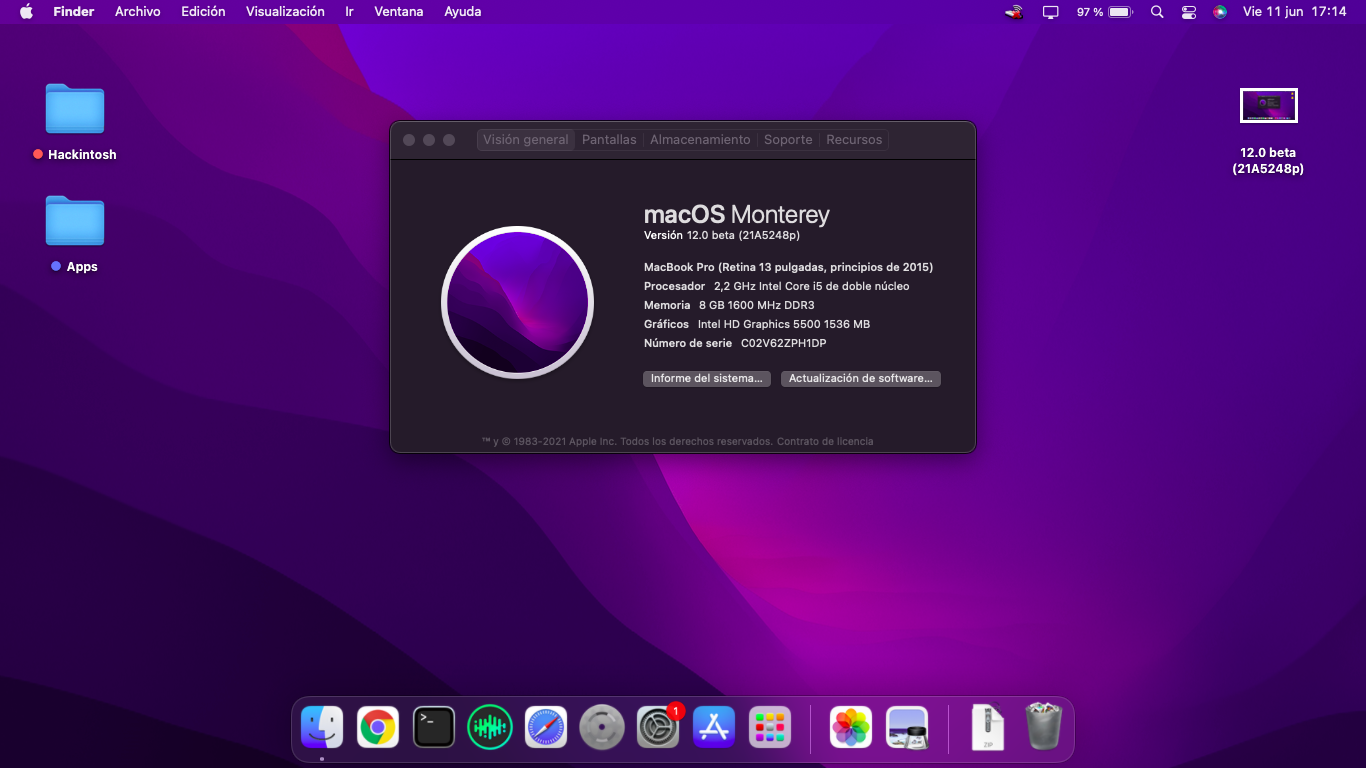 Finder Archivo Edición Visualización Ir Ventana Ayuda 97 % Vie 11 jun 17:14
Hackintosh
Apps
12.0 beta
(21A5248p)
Visión general Pantallas Almacenamiento Soporte Recursos
macOS Monterey
Versión 12.0 beta (21A5248p)
MacBook Pro (Retina 13 pulgadas, principios de 2015)
Procesador 2,2 GHz Intel Core i5 de doble núcleo
Memoria 8 GB 1600 MHz DDR3
Gráficos Intel HD Graphics 5500 1536 MB
Número de serie C02V62ZPH1DP
Informe del sistema... Actualización de software...
™ y © 1983-2021 Apple Inc. Todos los derechos reservados. Contrato de licencia
>_
1
ZIP